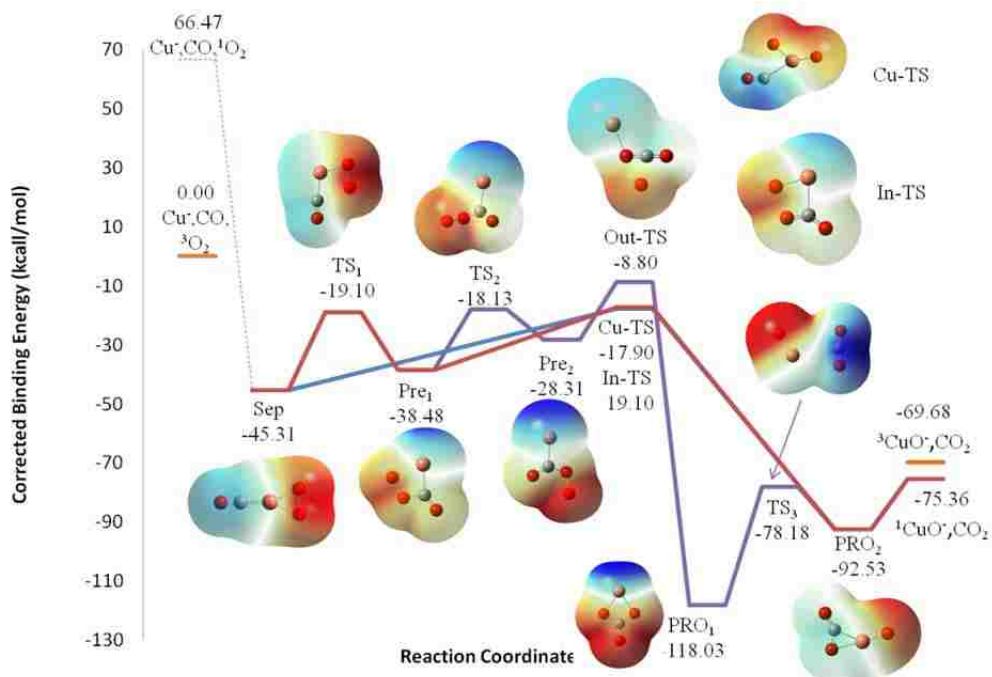 66.47
Cu⁻,CO,¹O₂
70
50
30
10
-10
-30
-50
-70
-90
-110
-130
Corrected Binding Energy (kcall/mol)
0.00
Cu⁻,CO,
³O₂
TS₁
-19.10
TS₂
-18.13
Out-TS
-8.80
Cu-TS
In-TS
Cu-TS
-17.90
In-TS
19.10
Sep
-45.31
Pre₁
-38.48
Pre₂
-28.31
-69.68
³CuO⁻,CO₂
-75.36
¹CuO⁻,CO₂
TS₃
-78.18
PRO₂
-92.53
PRO₁
-118.03
Reaction Coordinate